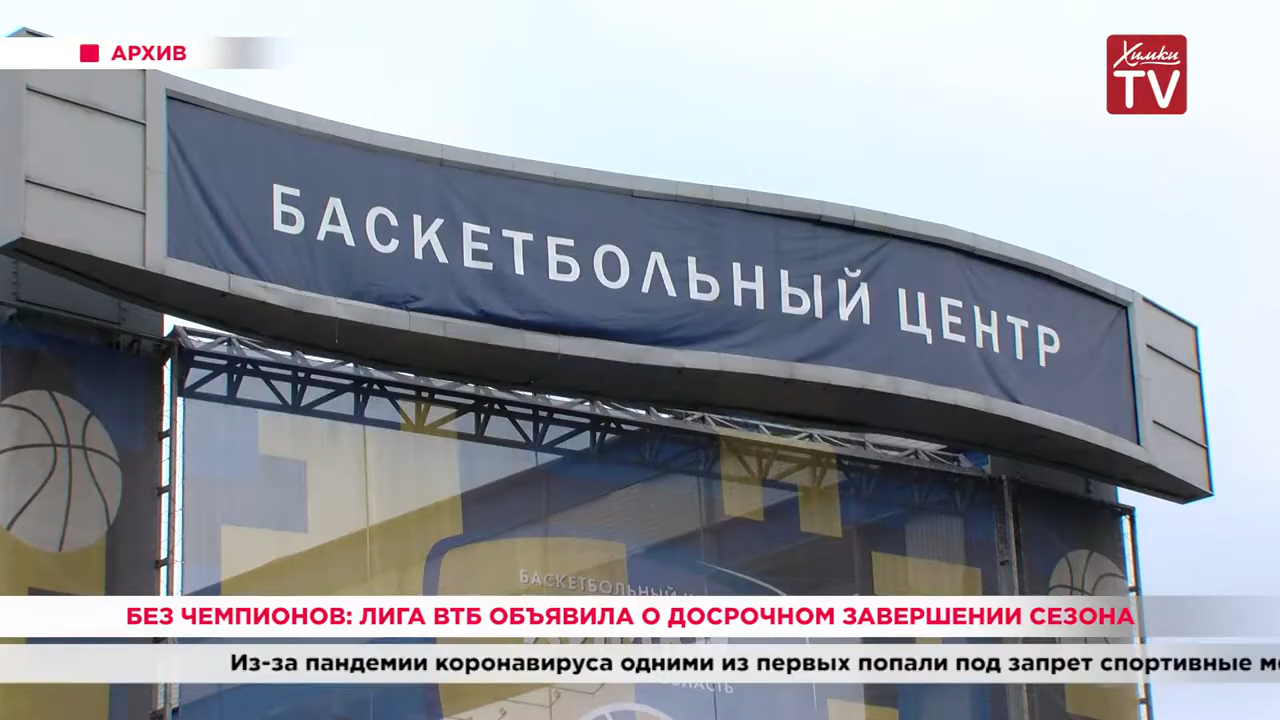 АРХИВ
Химки
TV
БАСКЕТБОЛЬНЫЙ ЦЕНТР
БАСКЕТБОЛЬНЫЙ
БЕЗ ЧЕМПИОНОВ: ЛИГА ВТБ ОБЪЯВИЛА О ДОСРОЧНОМ ЗАВЕРШЕНИИ СЕЗОНА
Из-за пандемии коронавируса одними из первых попали под запрет спортивные